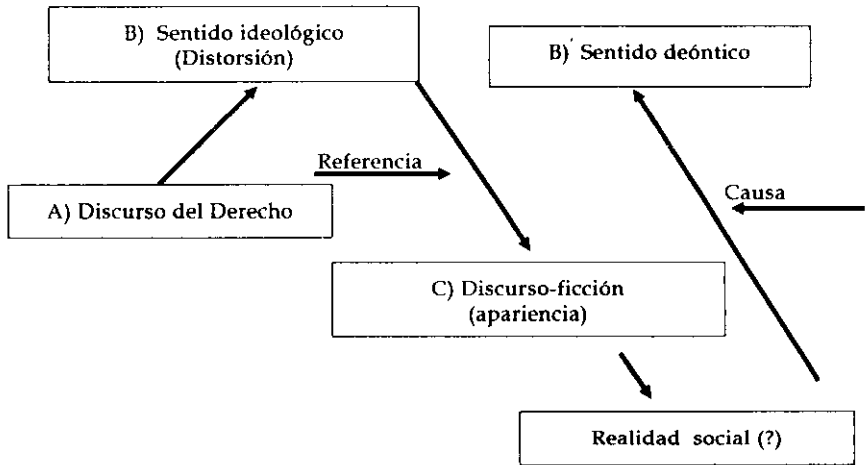 B) Sentido ideológico
(Distorsión)
B)´ Sentido deóntico
Referencia
A) Discurso del Derecho
Causa
C) Discurso-ficción
(apariencia)
Realidad social (?)